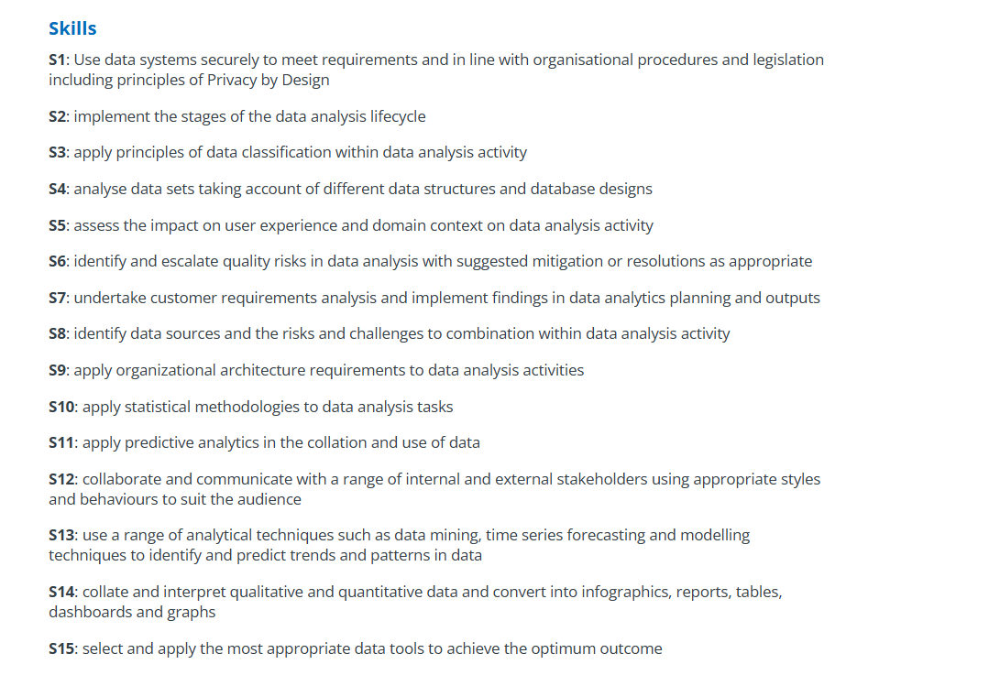 Skills
S1: Use data systems securely to meet requirements and in line with organisational procedures and legislation
including principles of Privacy by Design
S2: implement the stages of the data analysis lifecycle
S3: apply principles of data classification within data analysis activity
S4: analyse data sets taking account of different data structures and database designs
S5: assess the impact on user experience and domain context on data analysis activity
S6: identify and escalate quality risks in data analysis with suggested mitigation or resolutions as appropriate
S7: undertake customer requirements analysis and implement findings in data analytics planning and outputs
S8: identify data sources and the risks and challenges to combination within data analysis activity
S9: apply organizational architecture requirements to data analysis activities
S10: apply statistical methodologies to data analysis tasks
S11: apply predictive analytics in the collation and use of data
S12: collaborate and communicate with a range of internal and external stakeholders using appropriate styles
and behaviours to suit the audience
S13: use a range of analytical techniques such as data mining, time series forecasting and modelling
techniques to identify and predict trends and patterns in data
S14: collate and interpret qualitative and quantitative data and convert into infographics, reports, tables,
dashboards and graphs
S15: select and apply the most appropriate data tools to achieve the optimum outcome